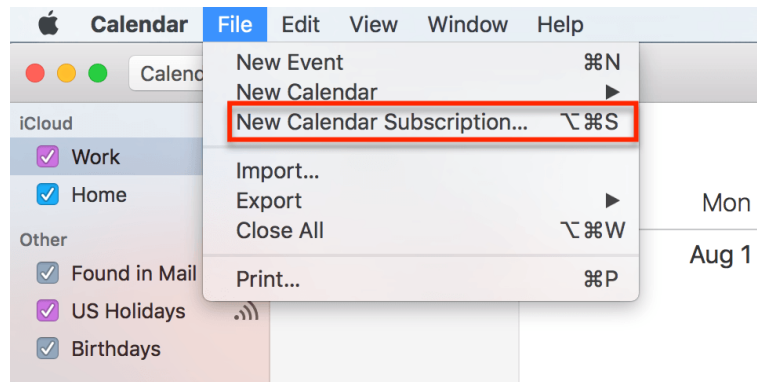 Calendar File Edit View Window Help
Calenc
New Event ⌘N
New Calendar ▶
New Calendar Subscription... ⌥⌘S
Import...
Export ▶
Close All ⌥⌘W
Print... ⌘P
iCloud
Work
Home
Other
Found in Mail
US Holidays
Birthdays
Mon
Aug 1